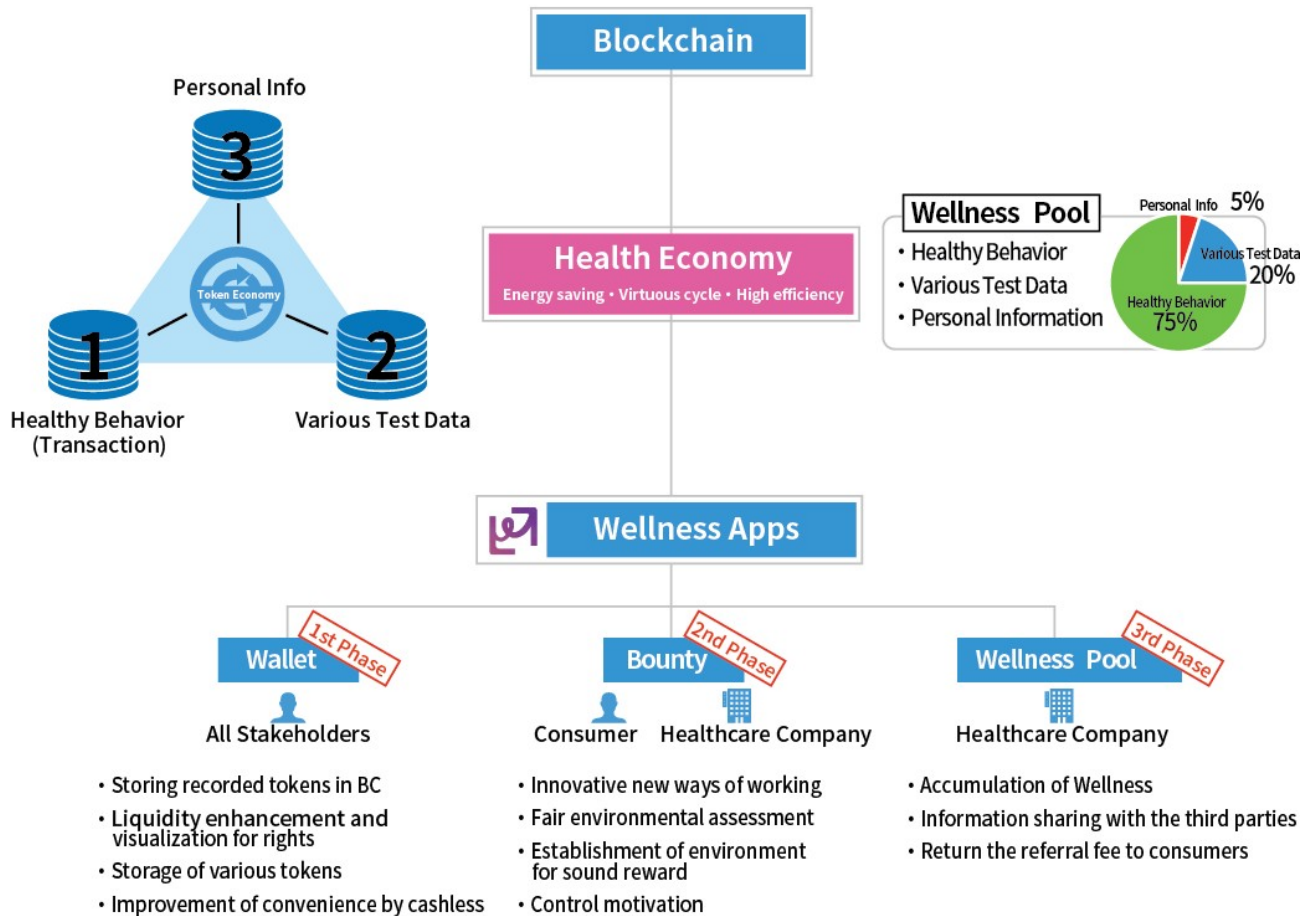 Blockchain
Personal Info
3
Token Economy
1
2
Healthy Behavior
(Transaction)
Various Test Data
Health Economy
Energy saving・Virtuous cycle・High efficiency
Wellness Pool
・Healthy Behavior
・Various Test Data
・Personal Information
Personal Info 5%
Various Test Data
20%
Healthy Behavior
75%
Wellness Apps
Wallet
1st Phase
All Stakeholders
・Storing recorded tokens in BC
・Liquidity enhancement and
visualization for rights
・Storage of various tokens
・Improvement of convenience by cashless
Bounty
2nd Phase
Consumer
Healthcare Company
・Innovative new ways of working
・Fair environmental assessment
・Establishment of environment
for sound reward
・Control motivation
Wellness Pool
3rd Phase
Healthcare Company
・Accumulation of Wellness
・Information sharing with the third parties
・Return the referral fee to consumers